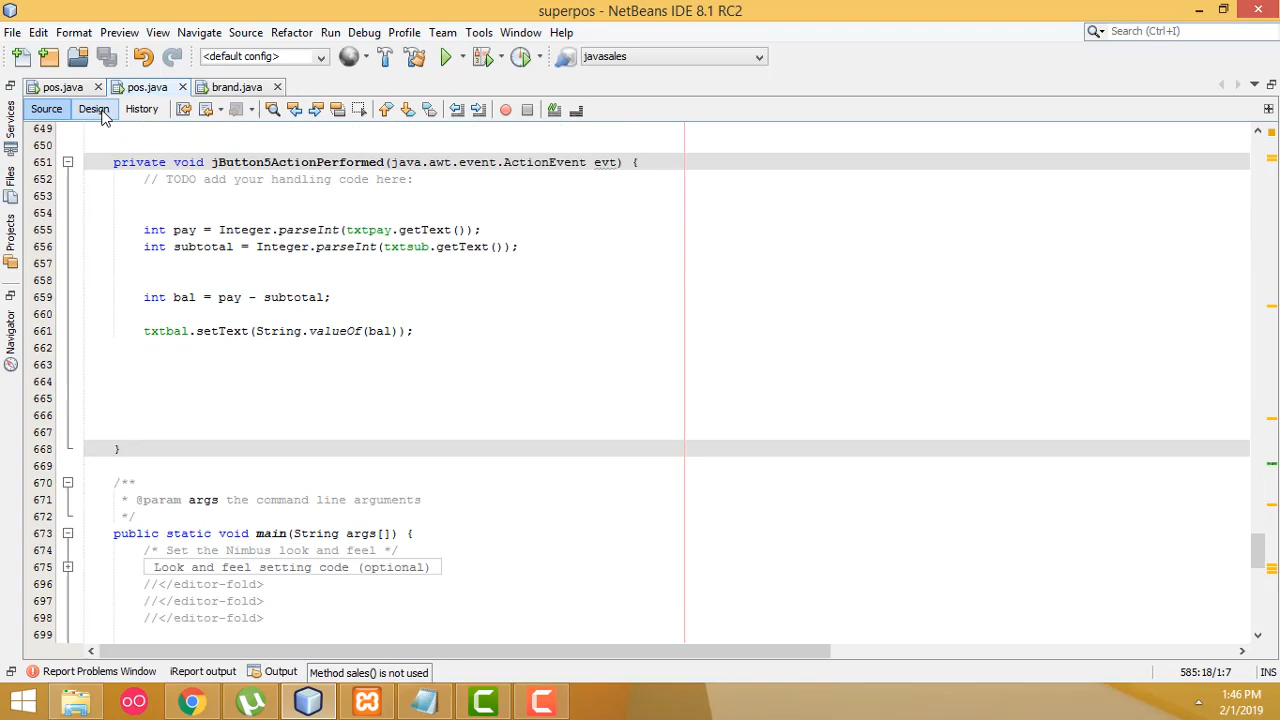 superpos - NetBeans IDE 8.1 RC2
File Edit Format Preview View Navigate Source Refactor Run Debug Profile Team Tools Window Help
Search (Ctrl+I)
<default config>
javasales
pos.java
pos.java
brand.java
Source Design History
Services
Files
Projects
Navigator
649
650
651 private void jButton5ActionPerformed(java.awt.event.ActionEvent evt) {
652 // TODO add your handling code here:
653
654
655 int pay = Integer.parseInt(txtpay.getText());
656 int subtotal = Integer.parseInt(txtsub.getText());
657
658
659 int bal = pay - subtotal;
660
661 txtbal.setText(String.valueOf(bal));
662
663
664
665
666
667
668 }
669
670 /**
671 * @param args the command line arguments
672 */
673 public static void main(String args[]) {
674 /* Set the Nimbus look and feel */
675 Look and feel setting code (optional)
696 //</editor-fold>
697 //</editor-fold>
698 //</editor-fold>
699
Report Problems Window iReport output Output Method sales() is not used 585:18/1:7 INS
1:46 PM
2/1/2019